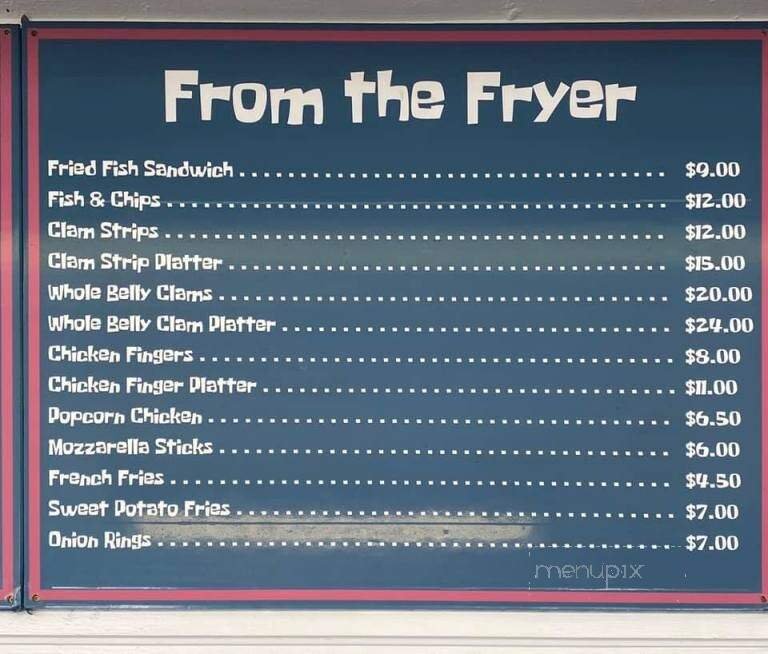 From the Fryer
Fried Fish Sandwich ................................... $9.00
Fish & Chips ................................... $12.00
Clam Strips ................................... $12.00
Clam Strip Platter ................................... $15.00
Whole Belly Clams ................................... $20.00
Whole Belly Clam Platter ................................... $24.00
Chicken Fingers ................................... $8.00
Chicken Finger Platter ................................... $11.00
Popcorn Chicken ................................... $6.50
Mozzarella Sticks ................................... $6.00
French Fries ................................... $4.50
Sweet Potato Fries ................................... $7.00
Onion Rings ................................... $7.00
menupix